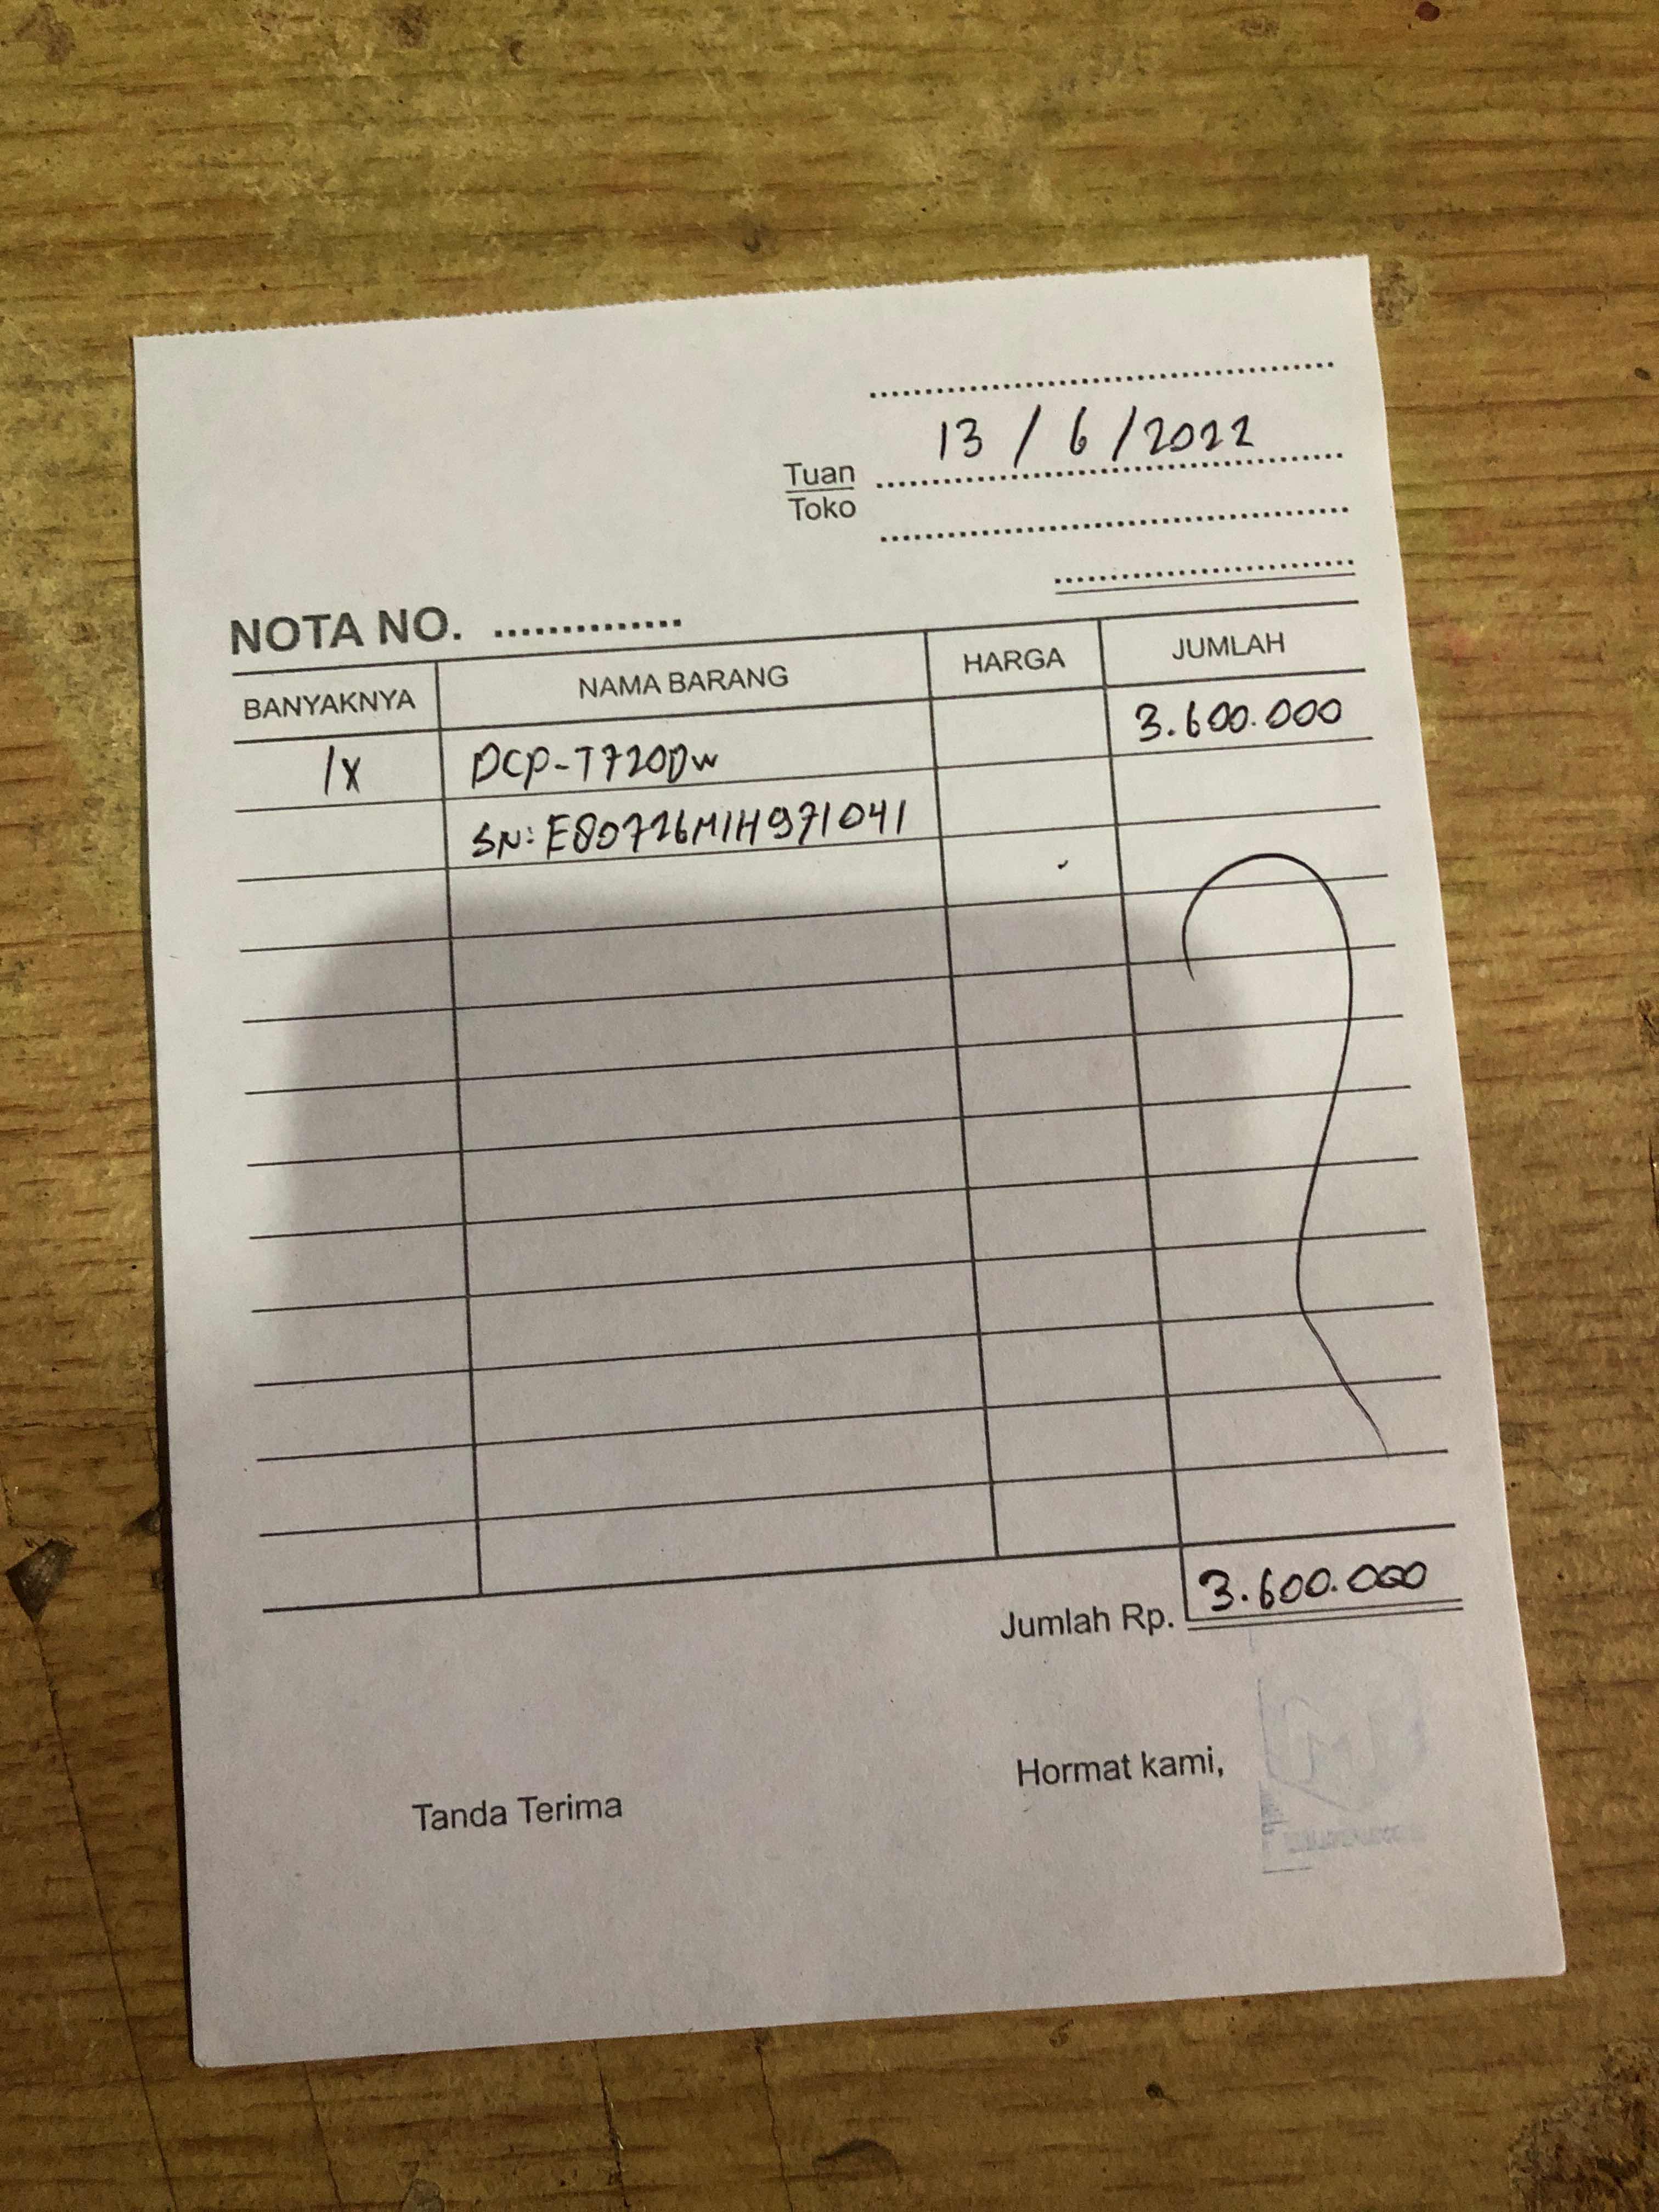 13 / 6 / 2022
Tuan
Toko
NOTA NO. ..............
BANYAKNYA NAMA BARANG HARGA JUMLAH
1x DCP-T720DW 3.600.000
SN: E80726M1H971041
Jumlah Rp. 3.600.000
Tanda Terima Hormat kami,